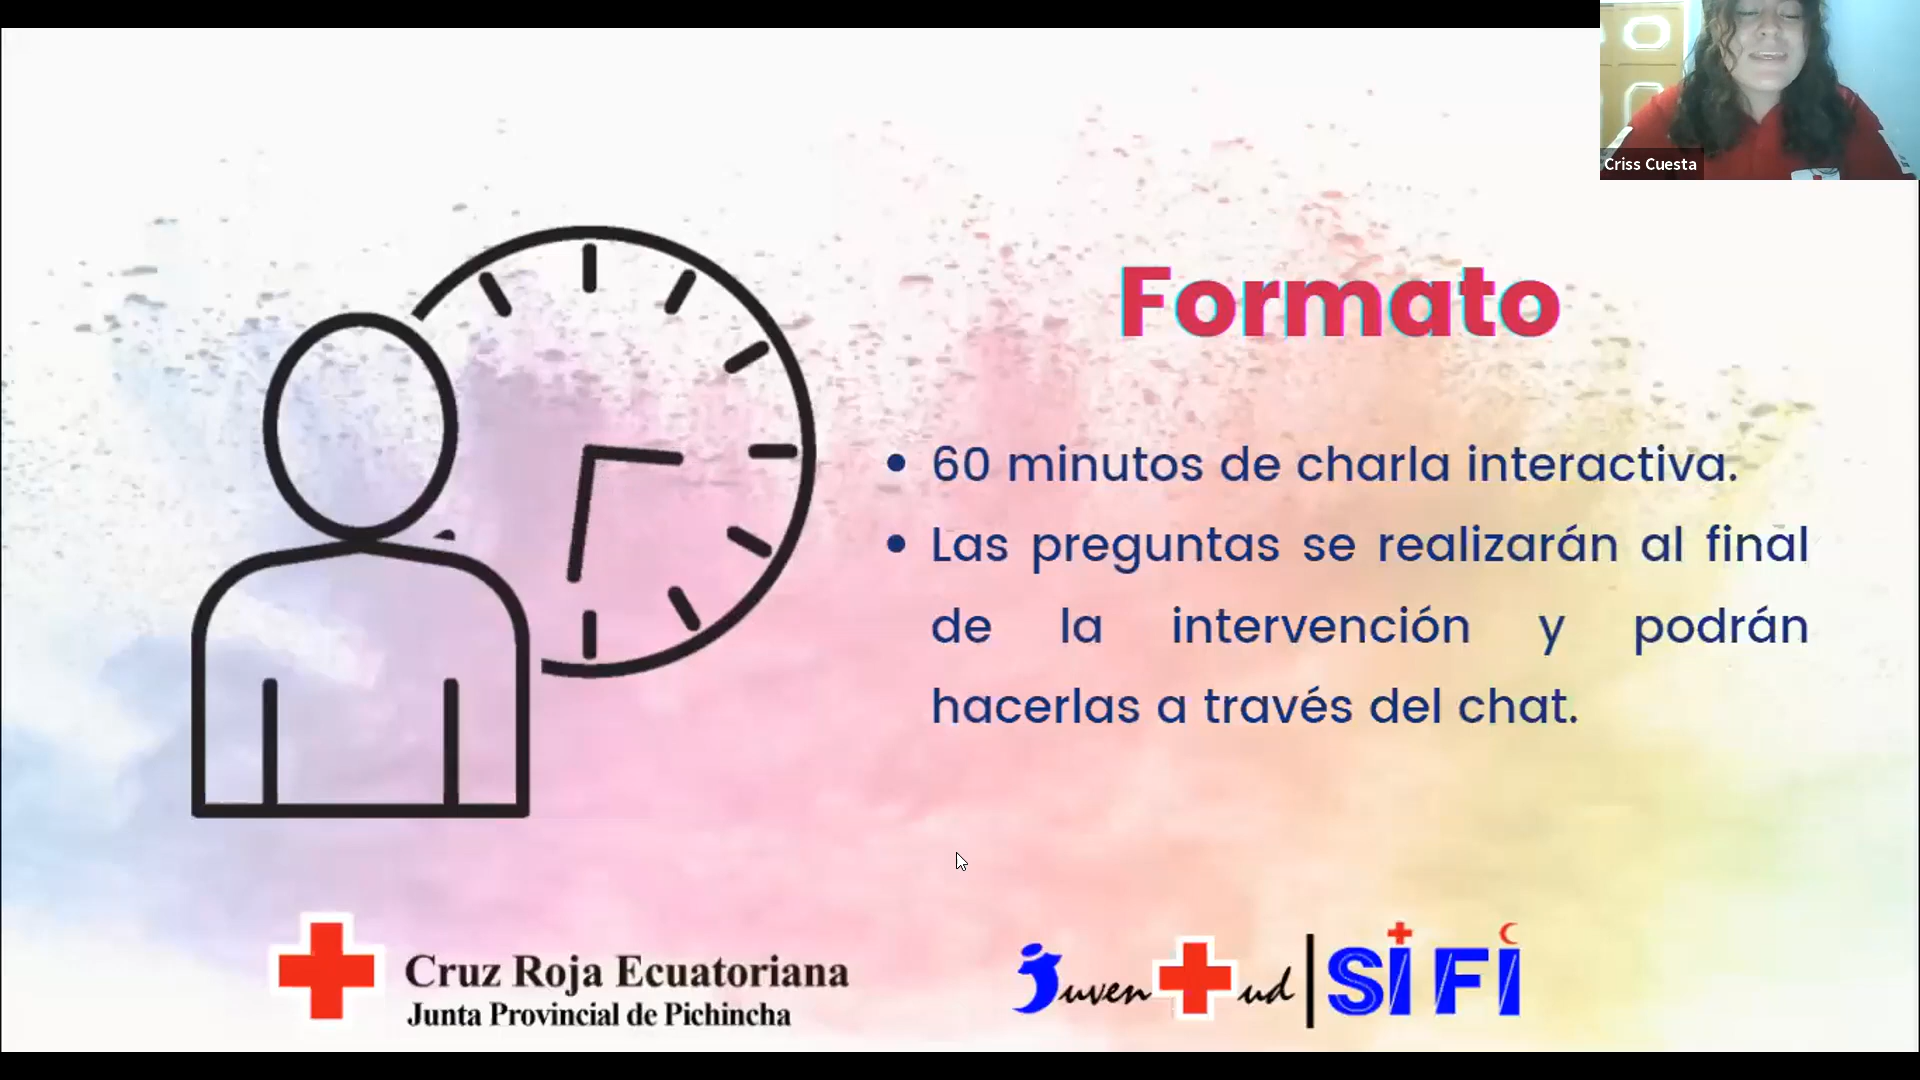 Criss Cuesta
Formato
• 60 minutos de charla interactiva.
• Las preguntas se realizarán al final
de la intervención y podrán
hacerlas a través del chat.
Cruz Roja Ecuatoriana
Junta Provincial de Pichincha
Juventud | SIFI